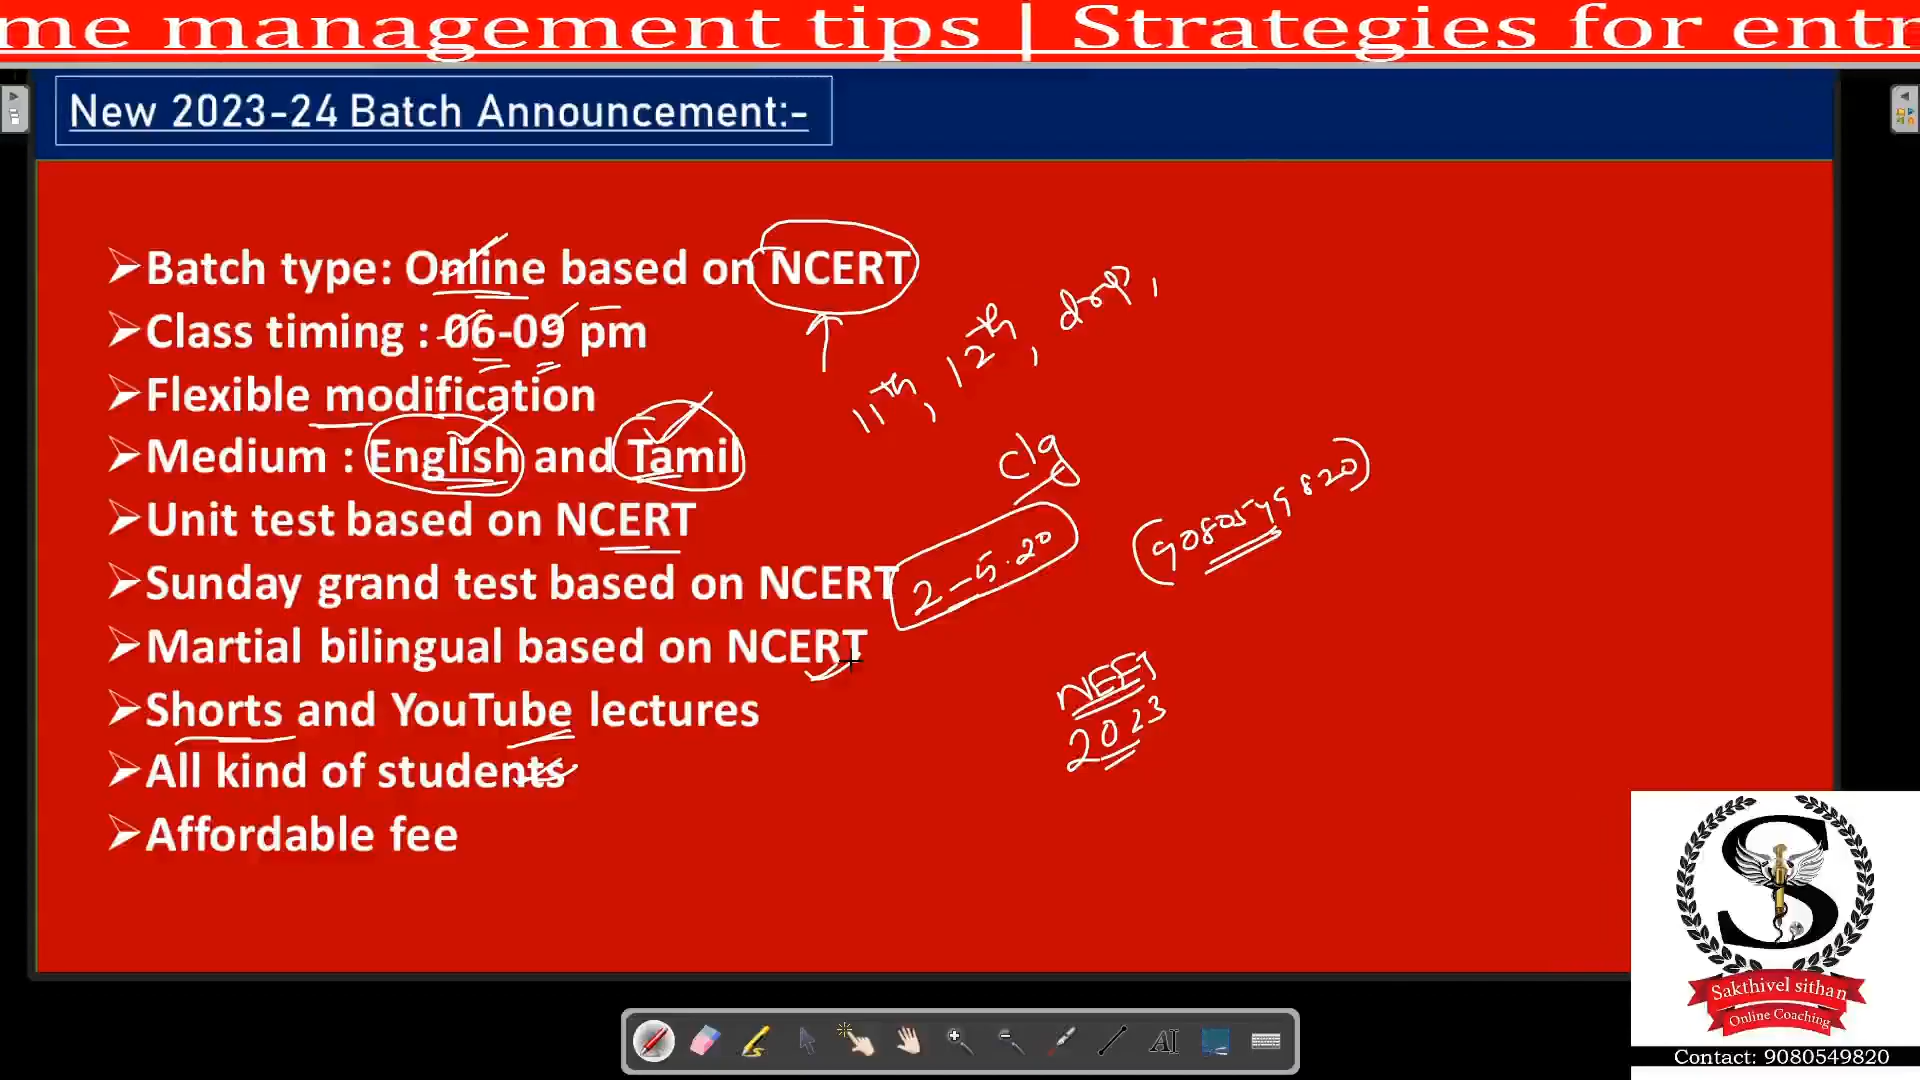 me management tips | Strategies for entr
New 2023-24 Batch Announcement:-
➢Batch type: Online based on NCERT
➢Class timing : 06-09 pm
➢Flexible modification
➢Medium : English and Tamil
➢Unit test based on NCERT
➢Sunday grand test based on NCERT
➢Martial bilingual based on NCERT
➢Shorts and YouTube lectures
➢All kind of students
➢Affordable fee
11th, 12th, drop,
clg
2-5.20
(9080549820)
NEET
2023
S
Sakthivel sithan
Online Coaching
Contact: 9080549820
AI